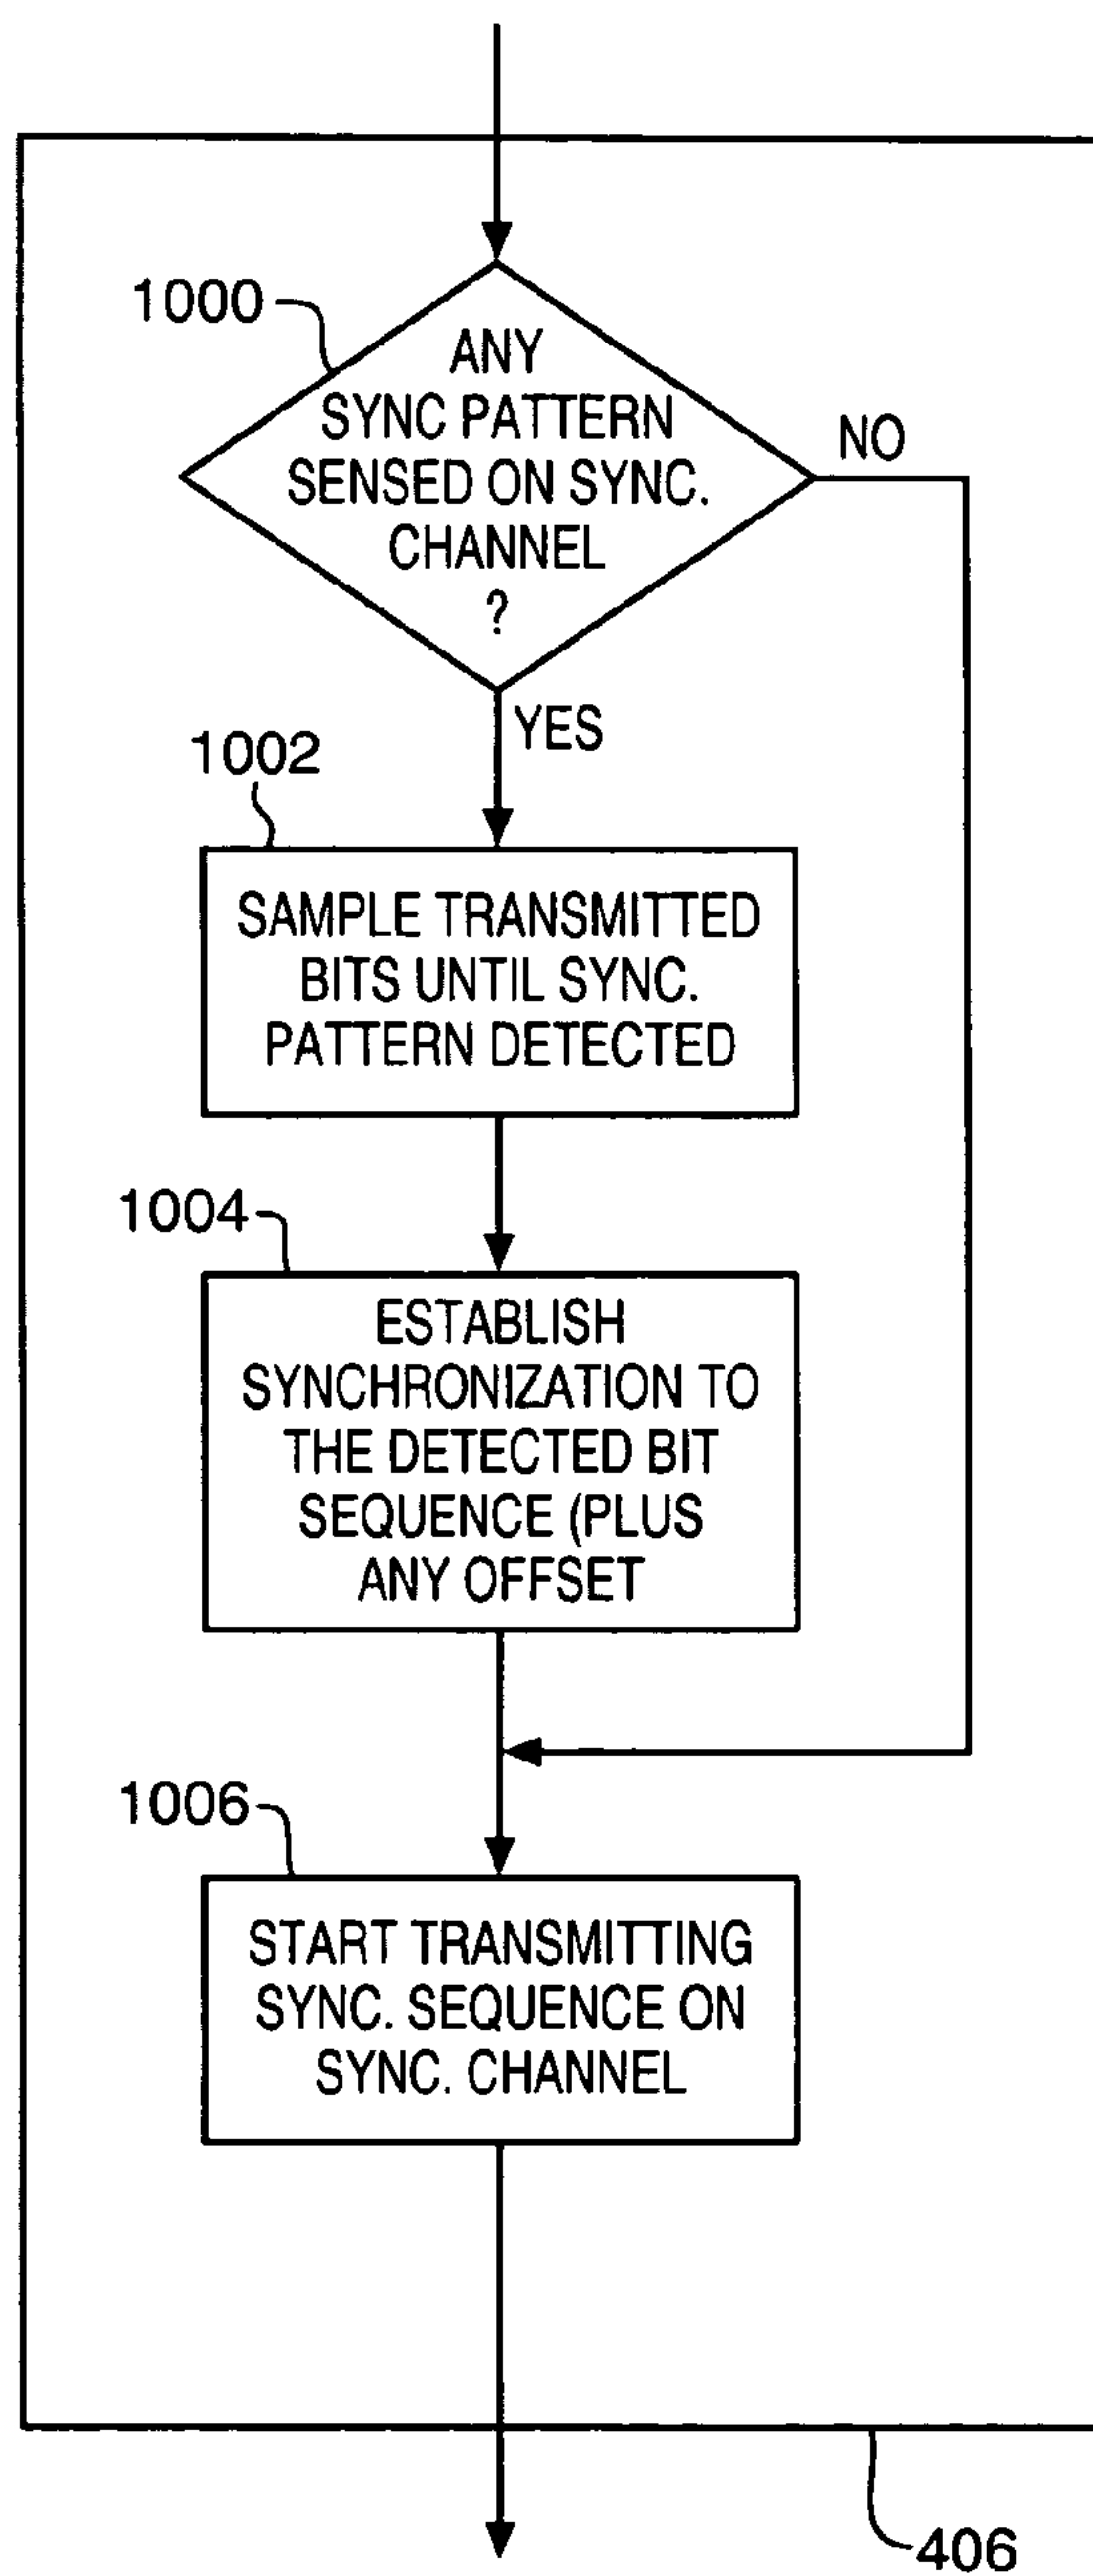 1000
ANY
SYNC PATTERN
SENSED ON SYNC.
CHANNEL
?
NO
YES
1002
SAMPLE TRANSMITTED
BITS UNTIL SYNC.
PATTERN DETECTED
1004
ESTABLISH
SYNCHRONIZATION TO
THE DETECTED BIT
SEQUENCE (PLUS
ANY OFFSET
1006
START TRANSMITTING
SYNC. SEQUENCE ON
SYNC. CHANNEL
406